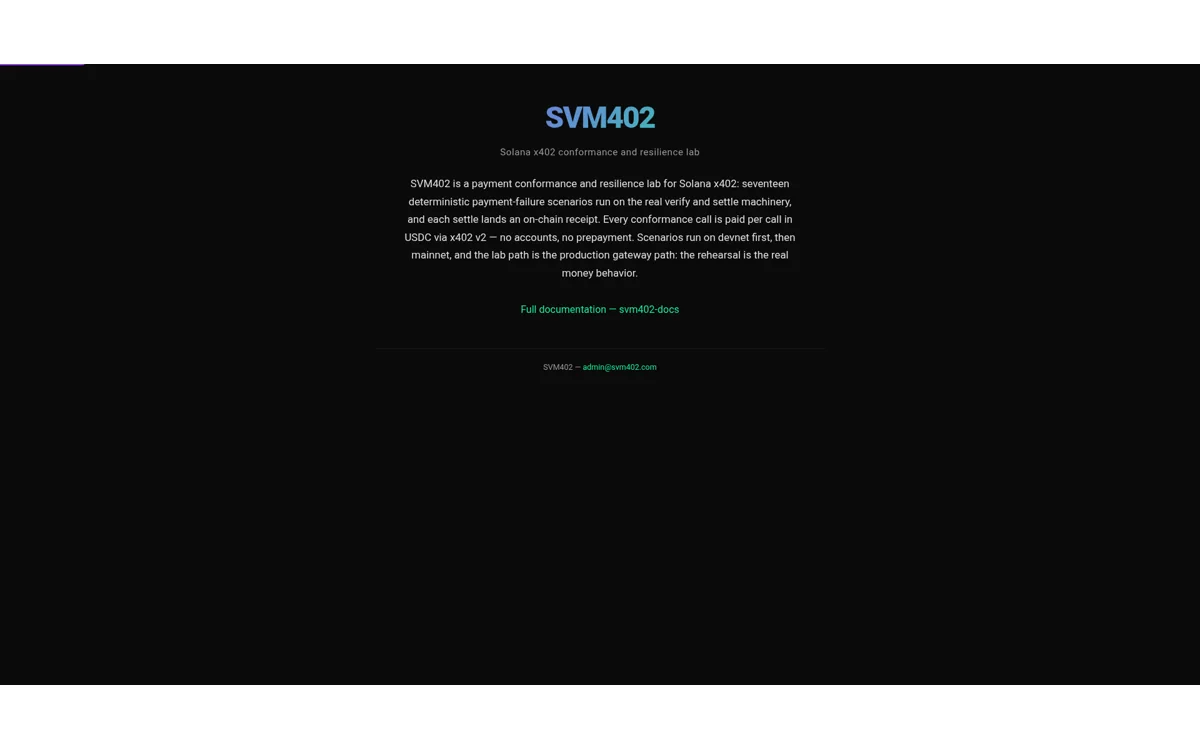 SVM402
Solana x402 conformance and resilience lab
SVM402 is a payment conformance and resilience lab for Solana x402: seventeen
deterministic payment-failure scenarios run on the real verify and settle machinery,
and each settle lands an on-chain receipt. Every conformance call is paid per call in
USDC via x402 v2 — no accounts, no prepayment. Scenarios run on devnet first, then
mainnet, and the lab path is the production gateway path: the rehearsal is the real
money behavior.
Full documentation — svm402-docs
SVM402 — admin@svm402.com